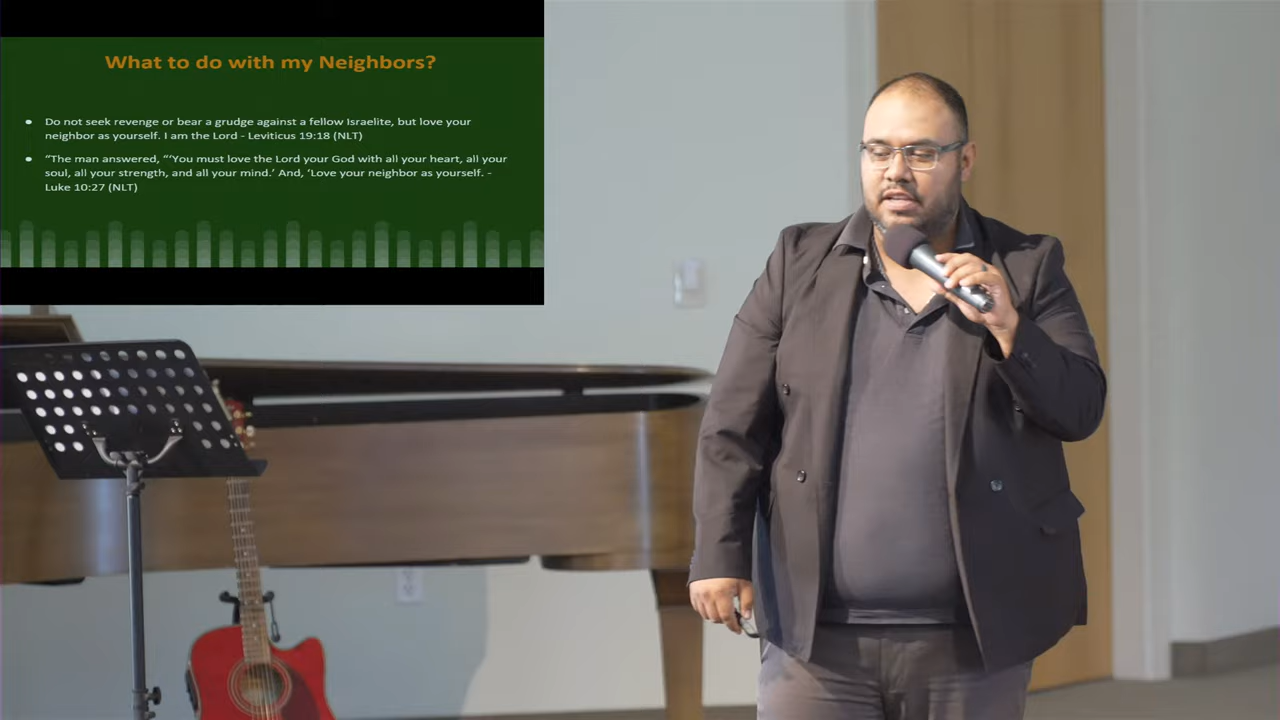 What to do with my Neighbors?
Do not seek revenge or bear a grudge against a fellow Israelite, but love your
neighbor as yourself. I am the Lord - Leviticus 19:18 (NLT)
“The man answered, “‘You must love the Lord your God with all your heart, all your
soul, all your strength, and all your mind.’ And, ‘Love your neighbor as yourself. -
Luke 10:27 (NLT)